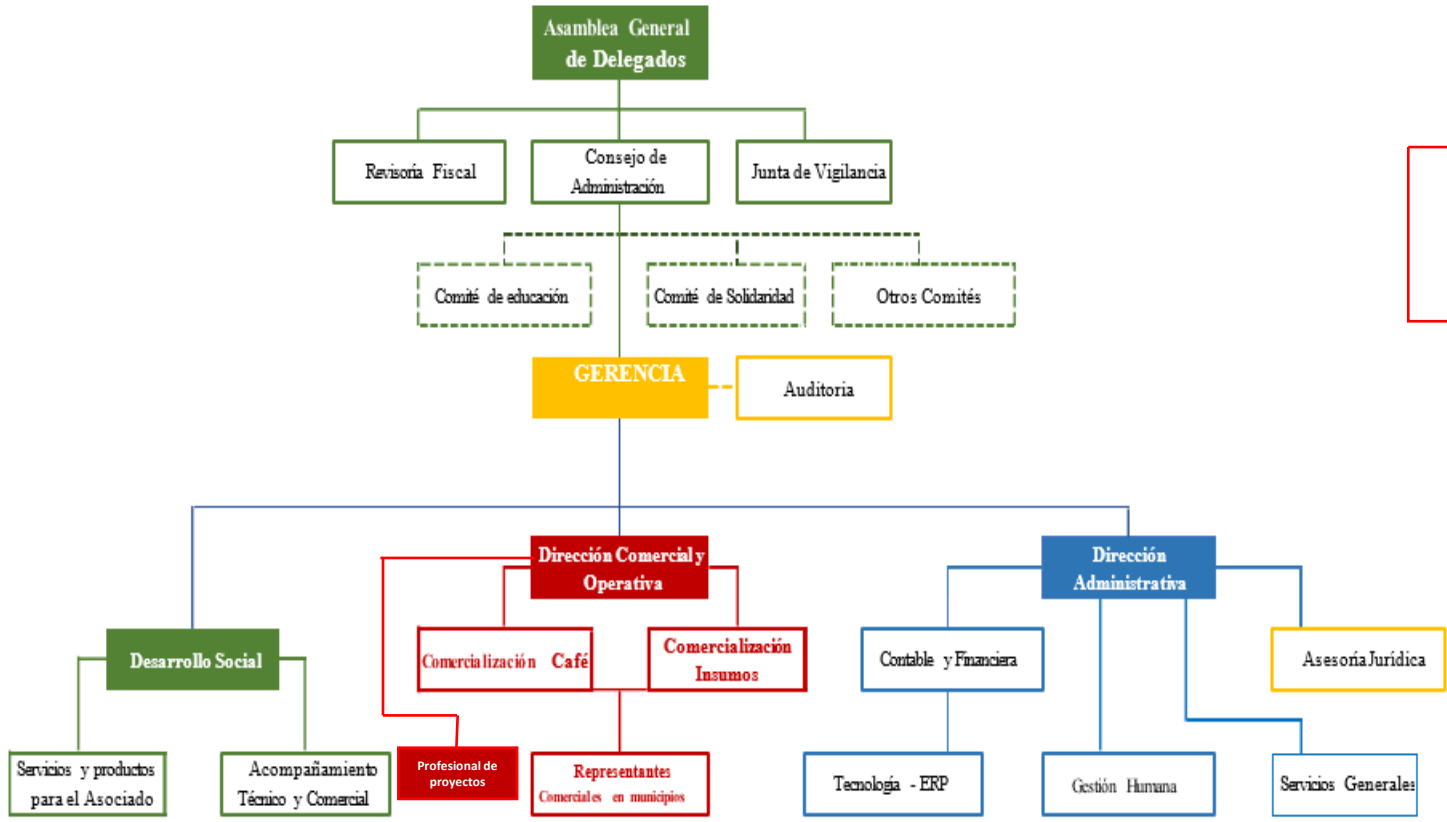 Asamblea General
de Delegados
Revisoría Fiscal
Consejo de
Administración
Junta de Vigilancia
Comité de educación
Comité de Solidaridad
Otros Comités
GERENCIA
Auditoria
Dirección Comercial y
Operativa
Dirección
Administrativa
Desarrollo Social
Comercialización Café
Comercialización
Insumos
Contable y Financiera
Asesoría Jurídica
Servicios y productos
para el Asociado
Acompañamiento
Técnico y Comercial
Profesional de
proyectos
Representantes
Comerciales en municipios
Tecnología - ERP
Gestión Humana
Servicios Generales